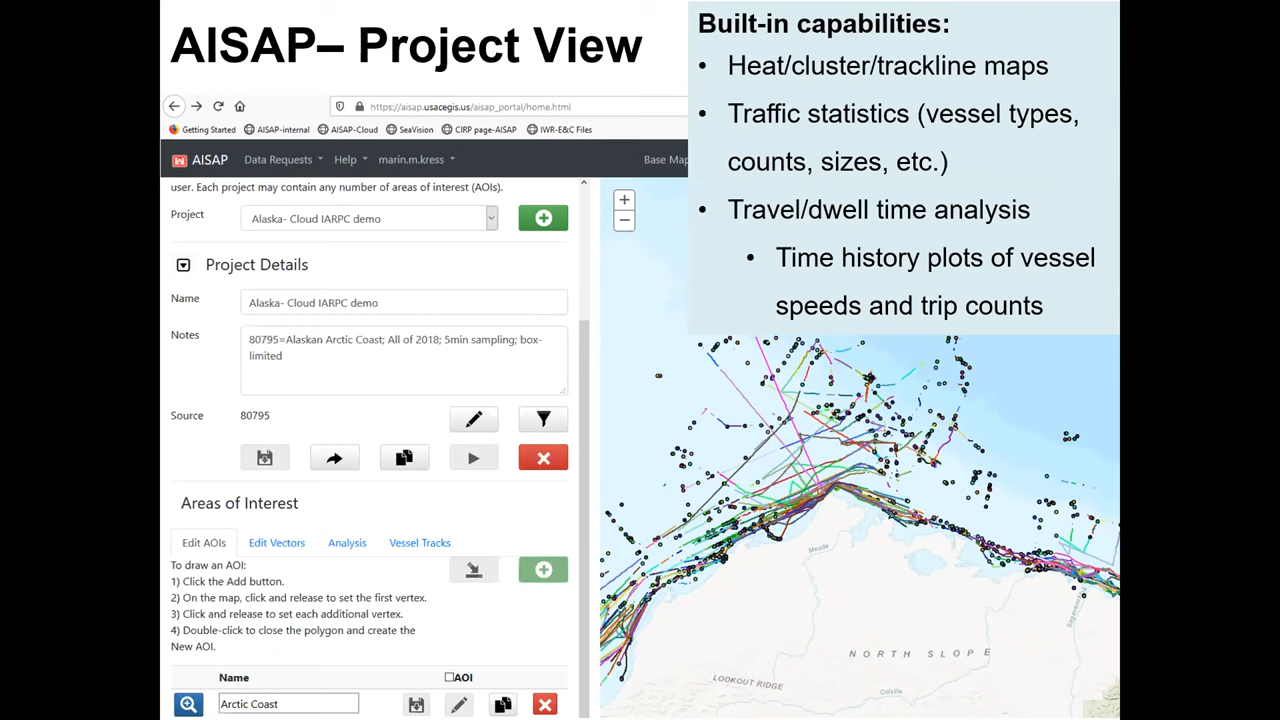 AISAP– Project View
Built-in capabilities:
• Heat/cluster/trackline maps
• Traffic statistics (vessel types,
counts, sizes, etc.)
• Travel/dwell time analysis
• Time history plots of vessel
speeds and trip counts
https://aisap.usacegis.us/aisap_portal/home.html
Getting Started AISAP-internal AISAP-Cloud SeaVision CIRP page-AISAP IWR-E&C Files
AISAP Data Requests Help marin.m.kress Base Map
user. Each project may contain any number of areas of interest (AOIs).
Project Alaska- Cloud IARPC demo
Project Details
Name Alaska- Cloud IARPC demo
Notes 80795=Alaskan Arctic Coast; All of 2018; 5min sampling; box-
limited
Source 80795
Areas of Interest
Edit AOIs Edit Vectors Analysis Vessel Tracks
To draw an AOI:
1) Click the Add button.
2) On the map, click and release to set the first vertex.
3) Click and release to set each additional vertex.
4) Double-click to close the polygon and create the
New AOI.
Name AOI
Arctic Coast
+
−
Meade
NORTH SLOPE
LOOKOUT RIDGE
Colville